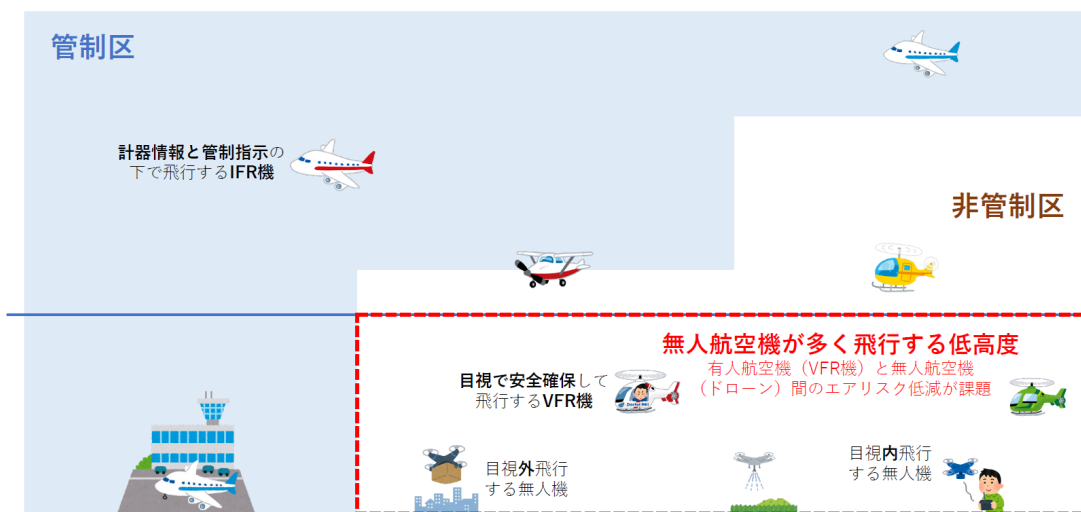 管制区
計器情報と管制指示の
下で飛行するIFR機
非管制区
無人航空機が多く飛行する低高度
有人航空機（VFR機）と無人航空機
（ドローン）間のエアリスク低減が課題
目視で安全確保して
飛行するVFR機
目視外飛行
する無人機
目視内飛行
する無人機